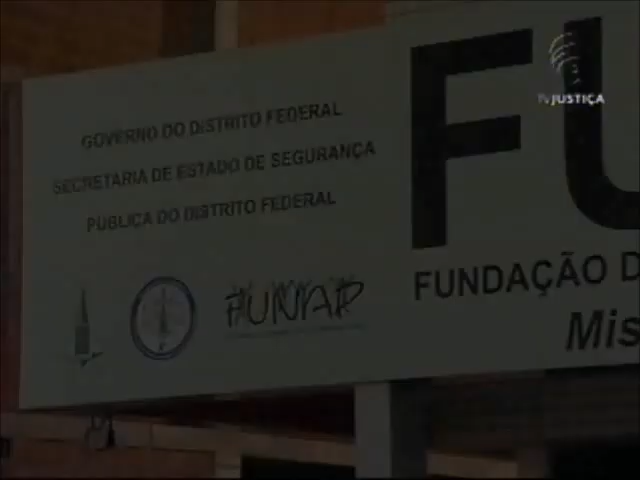 GOVERNO DO DISTRITO FEDERAL
SECRETARIA DE ESTADO DE SEGURANÇA
PÚBLICA DO DISTRITO FEDERAL
FUNAP
FU
FUNDAÇÃO D
Mis
TV JUSTIÇA